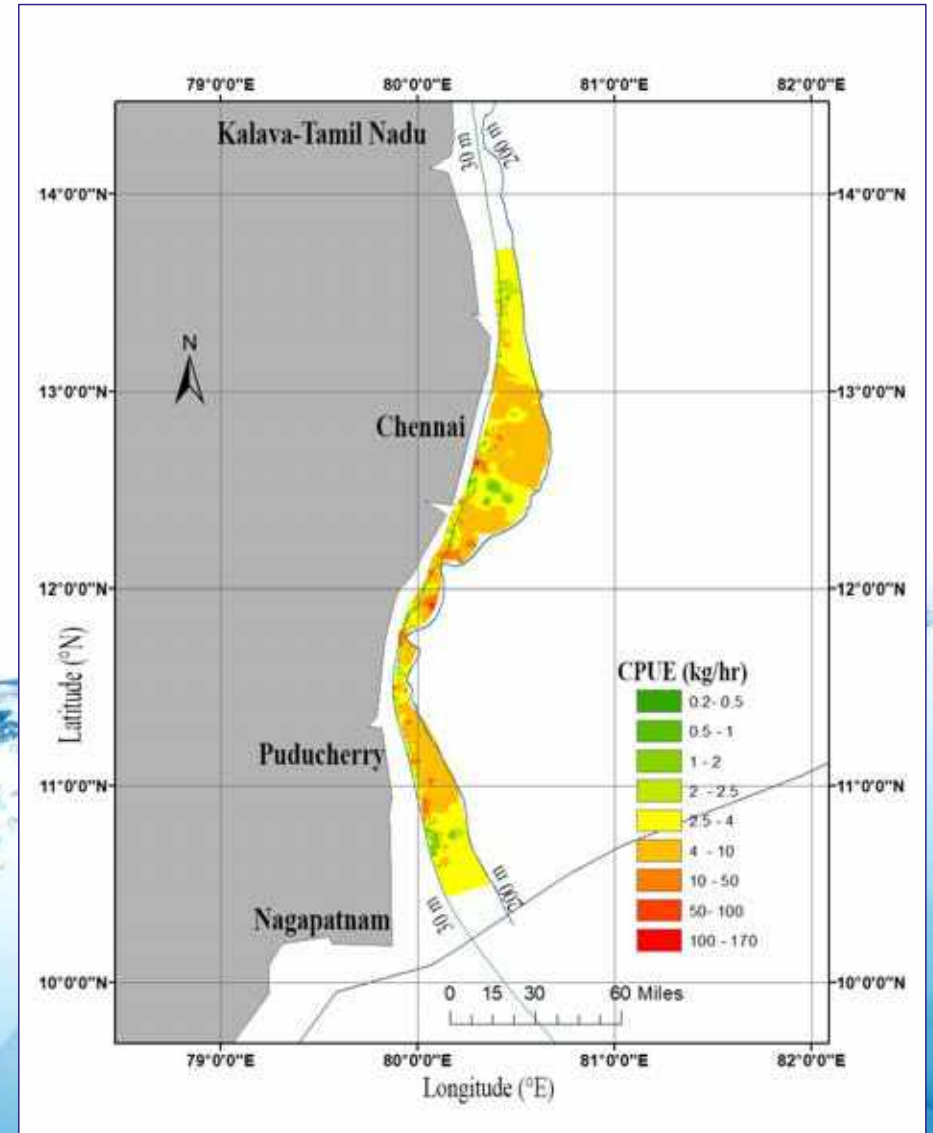 79°0'0"E 80°0'0"E 81°0'0"E 82°0'0"E
Kalava-Tamil Nadu
30 m
200 m
14°0'0"N 14°0'0"N
N
13°0'0"N 13°0'0"N
Chennai
12°0'0"N 12°0'0"N
Latitude (°N)
CPUE (kg/hr)
0.2- 0.5
0.5 - 1
1 - 2
2 - 2.5
2.5 - 4
4 - 10
10 - 50
50- 100
100 - 170
Puducherry
11°0'0"N 11°0'0"N
200 m
30 m
Nagapatnam
10°0'0"N 10°0'0"N
0 15 30 60 Miles
79°0'0"E 80°0'0"E 81°0'0"E 82°0'0"E
Longitude (°E)